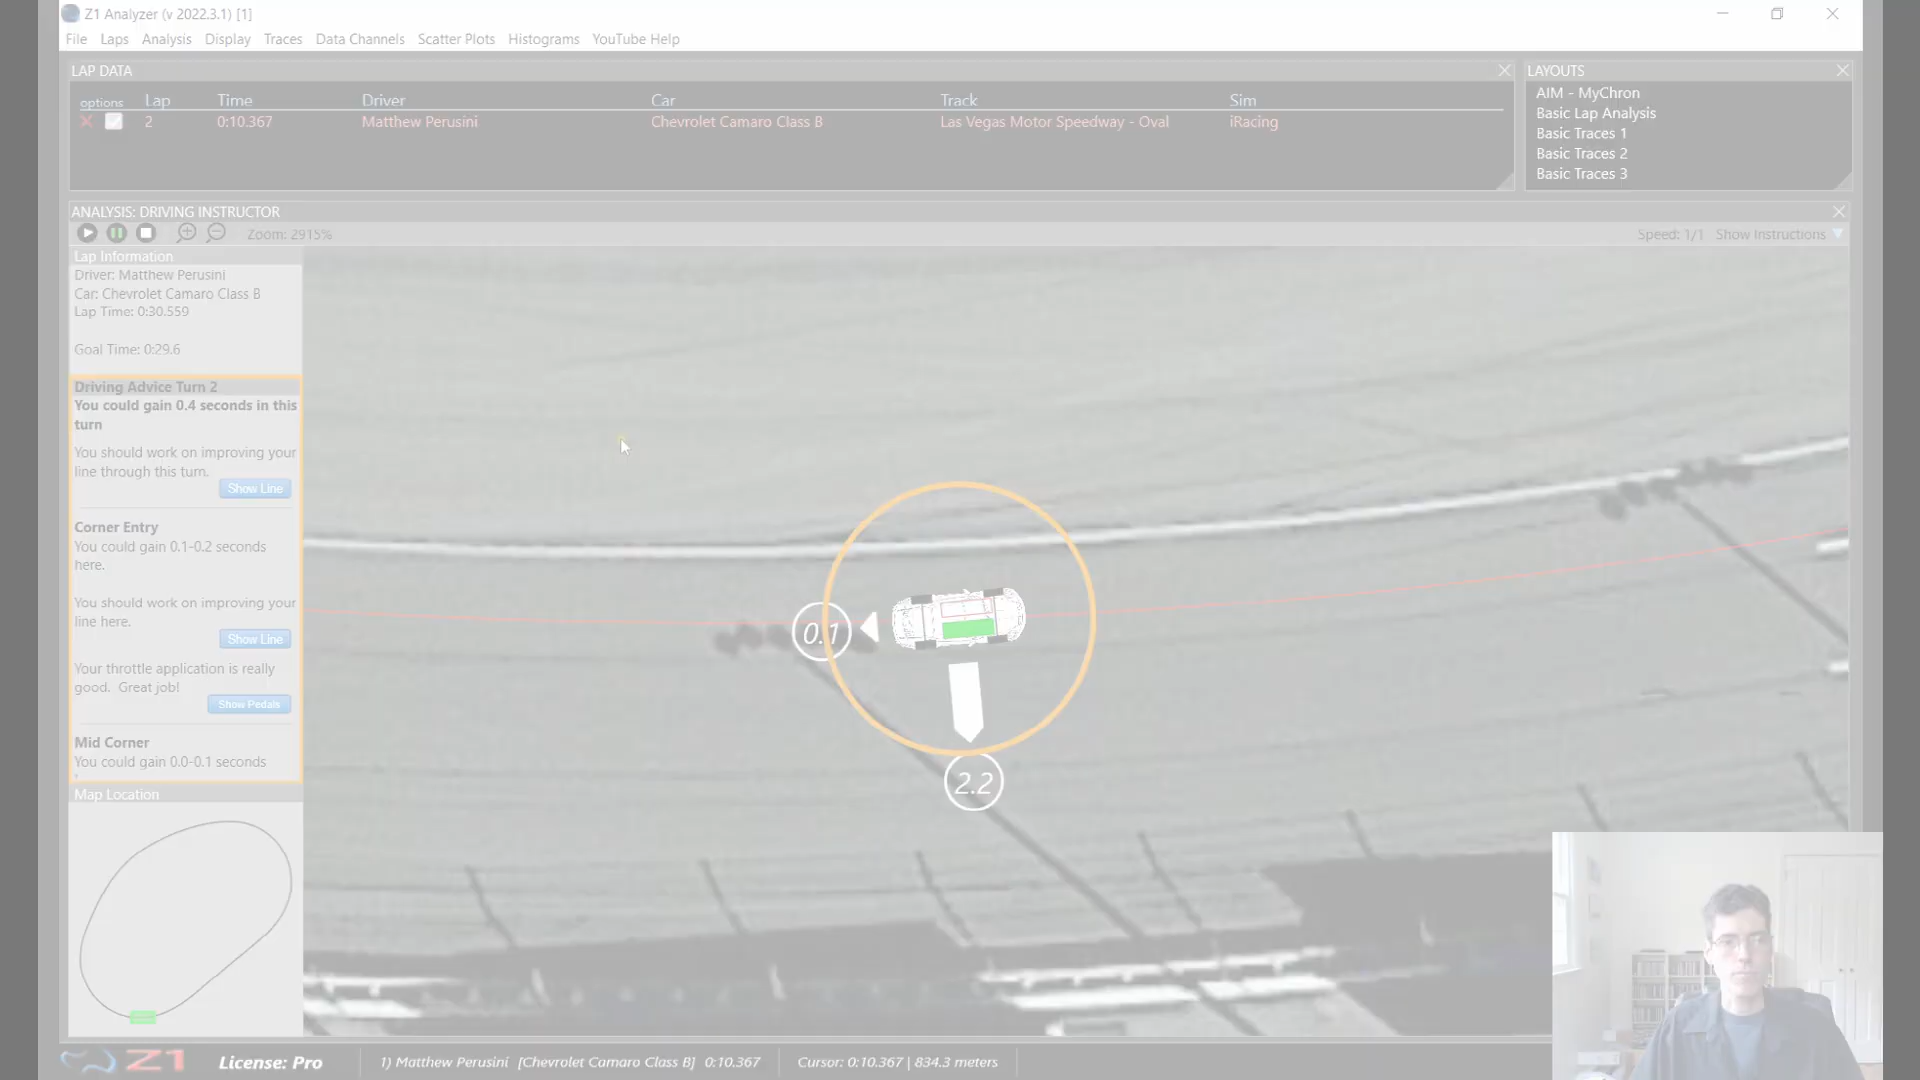 Z1 Analyzer (v 2022.3.1) [1]
File Laps Analysis Display Traces Data Channels Scatter Plots Histograms YouTube Help
LAP DATA
options Lap Time Driver Car Track Sim
2 0:10.367 Matthew Perusini Chevrolet Camaro Class B Las Vegas Motor Speedway - Oval iRacing
LAYOUTS
AIM - MyChron
Basic Lap Analysis
Basic Traces 1
Basic Traces 2
Basic Traces 3
ANALYSIS: DRIVING INSTRUCTOR
Zoom: 2915%
Speed: 1/1 Show Instructions
Lap Information
Driver: Matthew Perusini
Car: Chevrolet Camaro Class B
Lap Time: 0:30.559
Goal Time: 0:29.6
Driving Advice Turn 2
You could gain 0.4 seconds in this
turn
You should work on improving your
line through this turn.
Show Line
Corner Entry
You could gain 0.1-0.2 seconds
here.
You should work on improving your
line here.
Show Line
Your throttle application is really
good. Great job!
Show Pedals
Mid Corner
You could gain 0.0-0.1 seconds
Map Location
0.1
2.2
Z1 License: Pro 1) Matthew Perusini [Chevrolet Camaro Class B] 0:10.367 Cursor: 0:10.367 | 834.3 meters